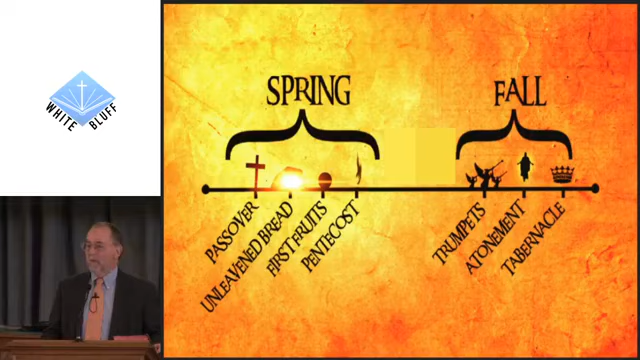 WHITE BLUFF
SPRING
FALL
PASSOVER
UNLEAVENED BREAD
FIRST FRUITS
PENTECOST
TRUMPETS
ATONEMENT
TABERNACLE